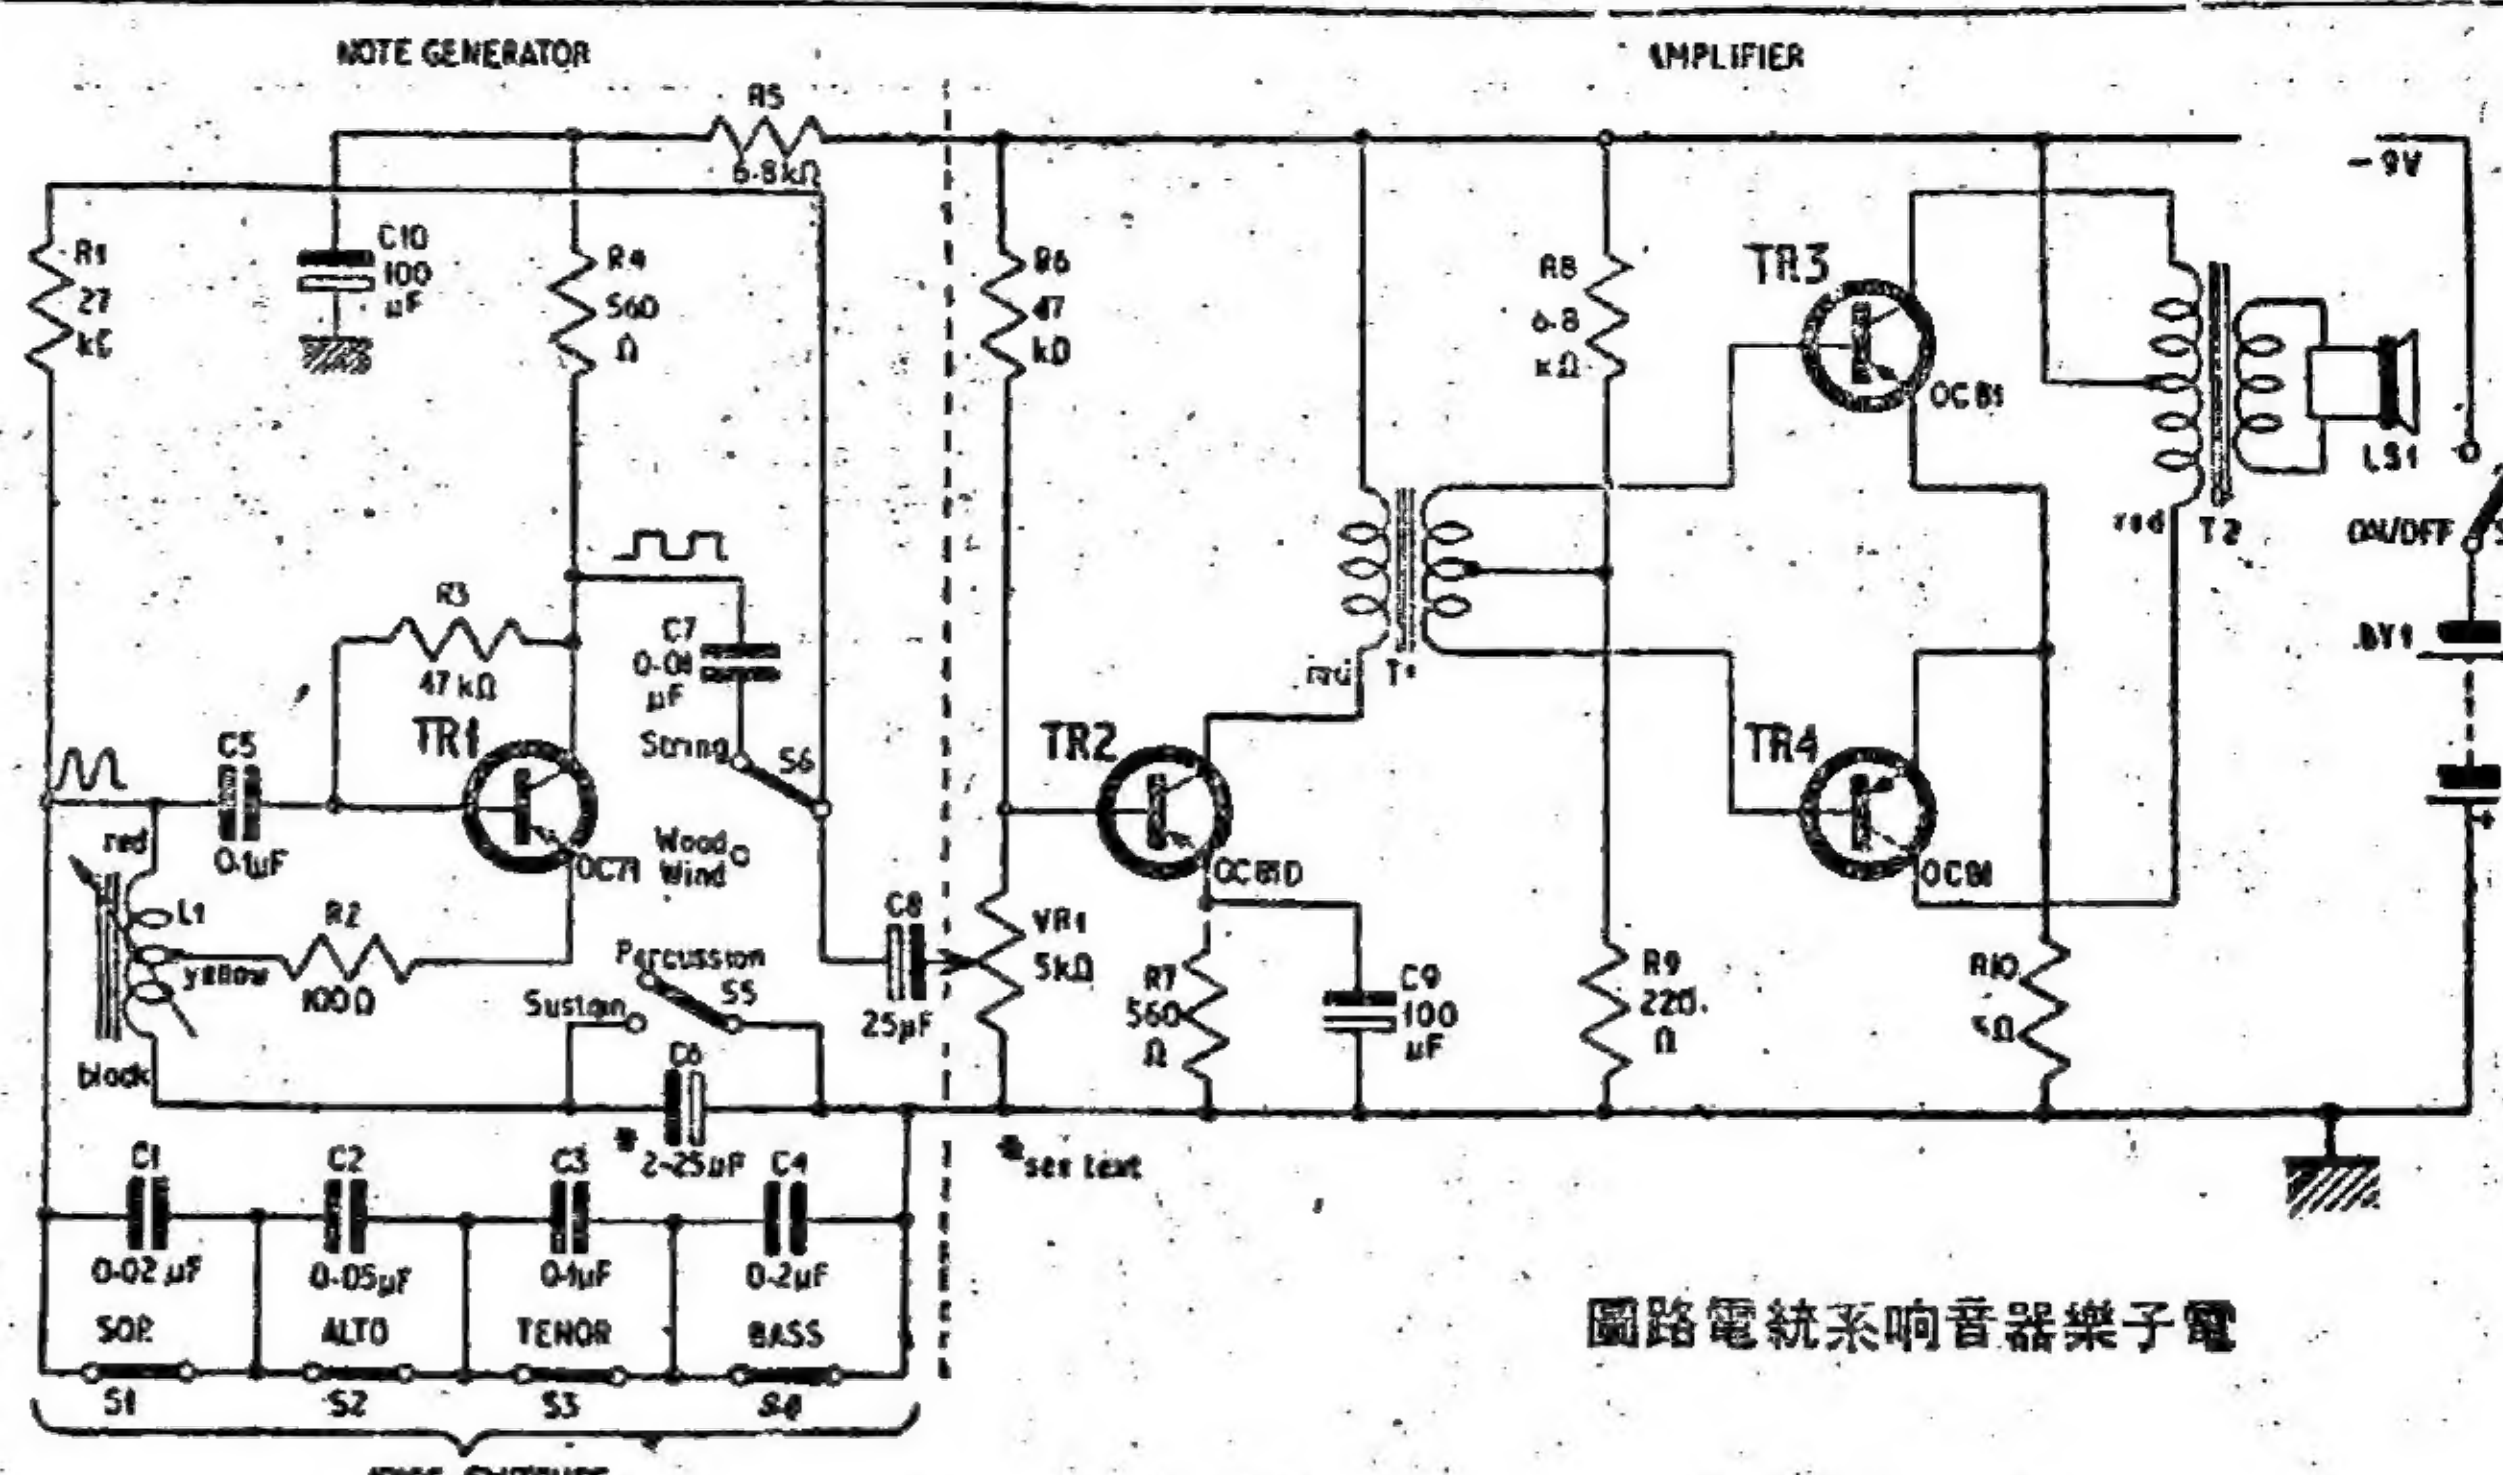 NOTE GENERATOR
AMPLIFIER
R5
6.8kΩ
-9V
R1
27
C10
100
µF
R4
560
Ω
R6
47
kΩ
R8
6.8
kΩ
TR3
OC81
LS1
red
T2
ON/OFF
BY1
+
R3
47kΩ
C7
0.01
µF
String
S6
TR1
OC71
Wood
Wind
C5
0.1µF
red
L1
yellow
black
R2
100Ω
Percussion
S5
Sustain
C6
*
2-25µF
C8
25µF
VR1
5kΩ
TR2
OC81D
red
T1
R7
560
Ω
C9
100
µF
TR4
OC81
R9
220
Ω
R10
5Ω
*see text
C1
0.02µF
SOP.
S1
C2
0.05µF
ALTO
S2
C3
0.1µF
TENOR
S3
C4
0.2µF
BASS
S4
圖路電統系响音器樂子電